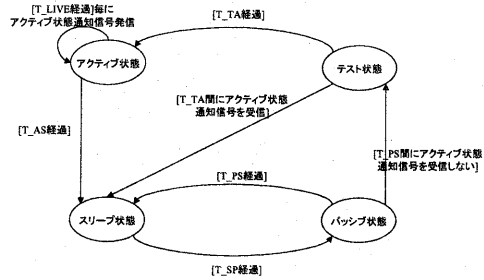 [T_LIVE経過]毎に
アクティブ状態通知信号発信
[T_TA経過]
アクティブ状態
テスト状態
[T_TA間にアクティブ状態
通知信号を受信]
[T_AS経過]
[T_PS間にアクティブ状態
通知信号を受信しない]
[T_PS経過]
スリープ状態
パッシブ状態
[T_SP経過]